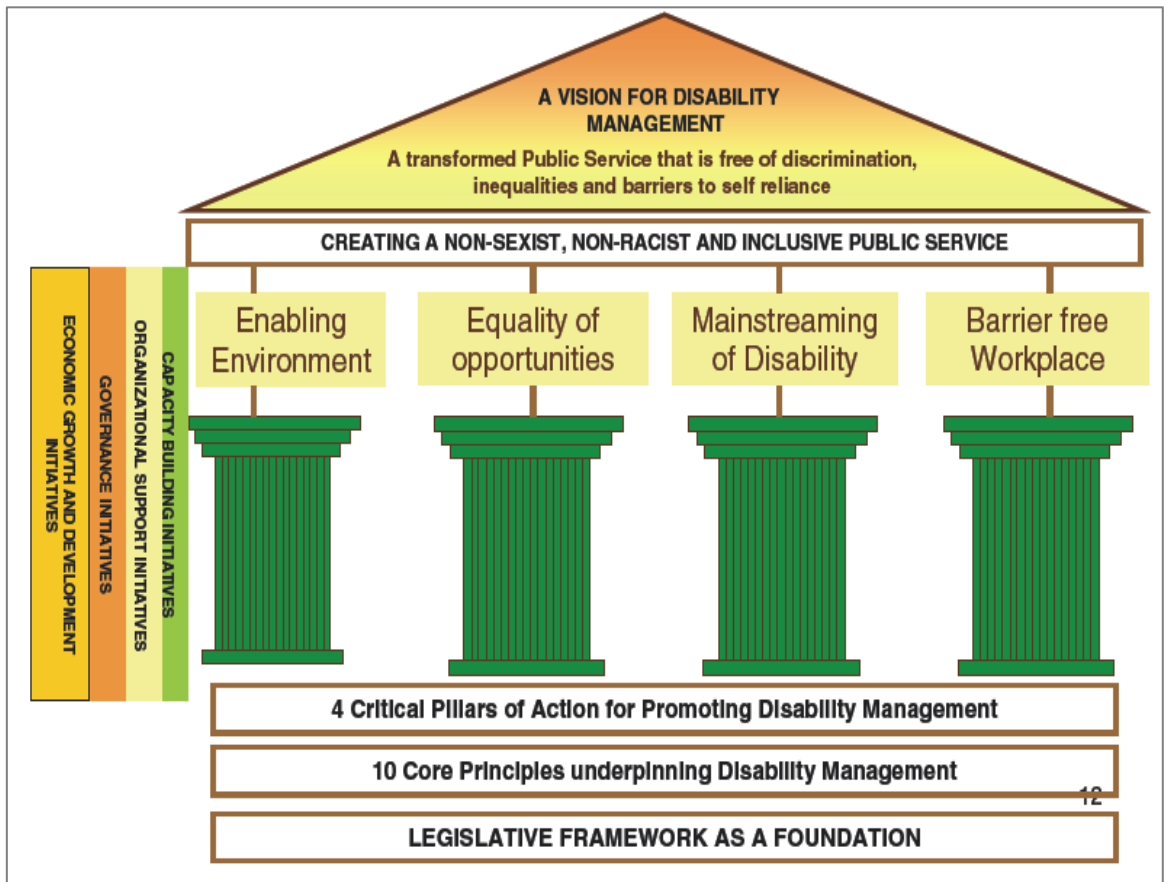 A VISION FOR DISABILITY
MANAGEMENT
A transformed Public Service that is free of discrimination,
inequalities and barriers to self reliance
CREATING A NON-SEXIST, NON-RACIST AND INCLUSIVE PUBLIC SERVICE
ECONOMIC GROWTH AND DEVELOPMENT
INITIATIVES
GOVERNANCE INITIATIVES
ORGANIZATIONAL SUPPORT INITIATIVES
CAPACITY BUILDING INITIATIVES
Enabling
Environment
Equality of
opportunities
Mainstreaming
of Disability
Barrier free
Workplace
4 Critical Pillars of Action for Promoting Disability Management
10 Core Principles underpinning Disability Management
12
LEGISLATIVE FRAMEWORK AS A FOUNDATION